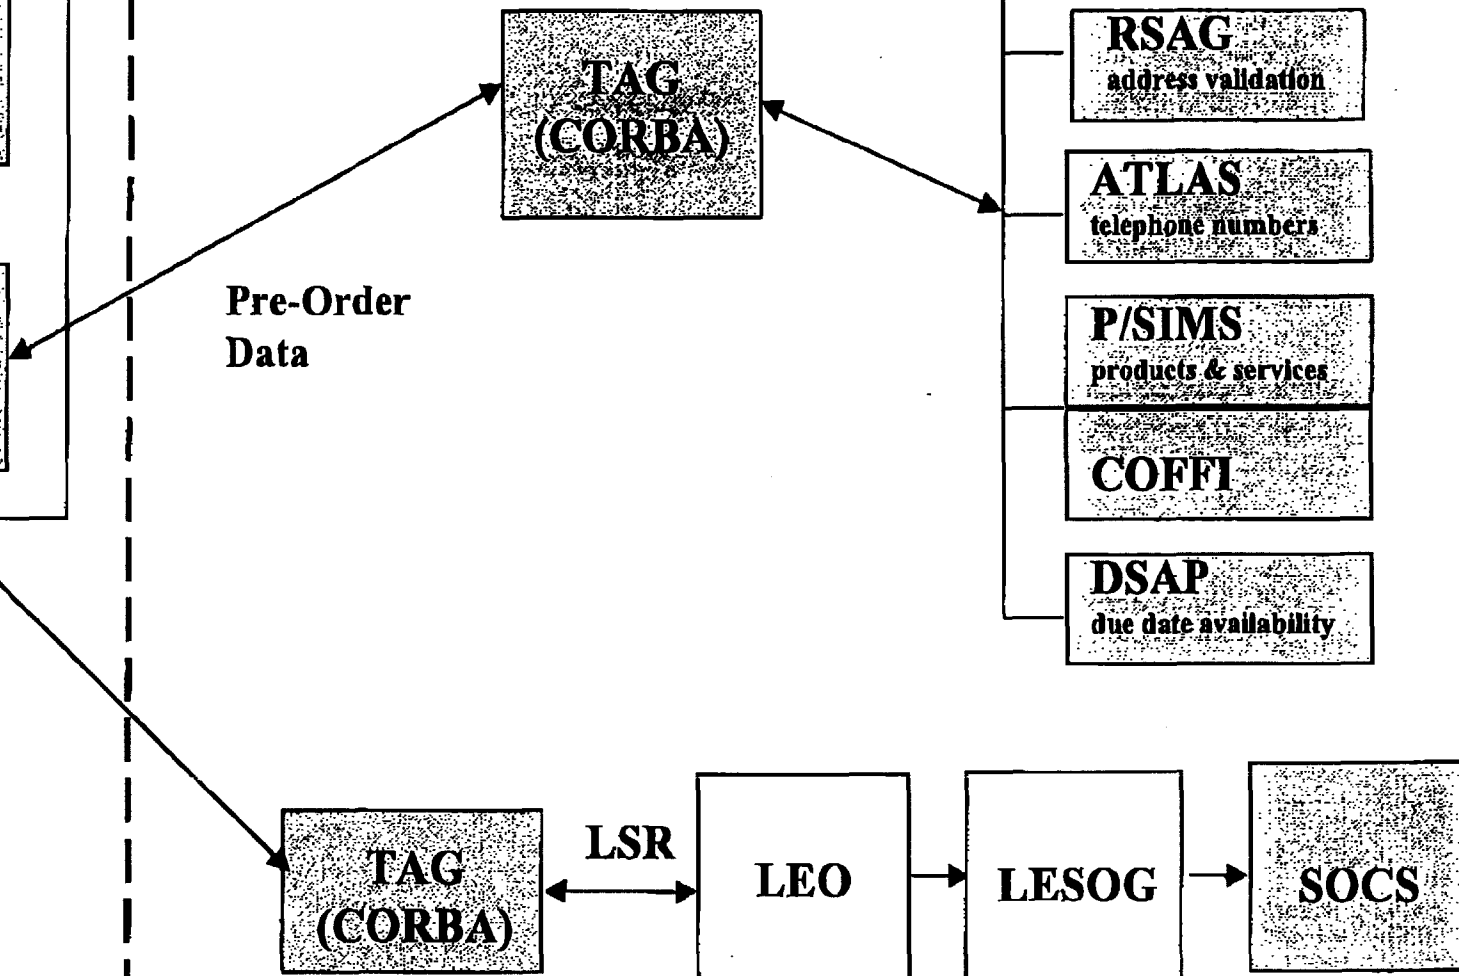 TAG
(CORBA)
RSAG
address validation
ATLAS
telephone numbers
Pre-Order
Data
P/SIMS
products & services
COFFI
DSAP
due date availability
TAG
(CORBA)
LSR
LEO
LESOG
SOCS